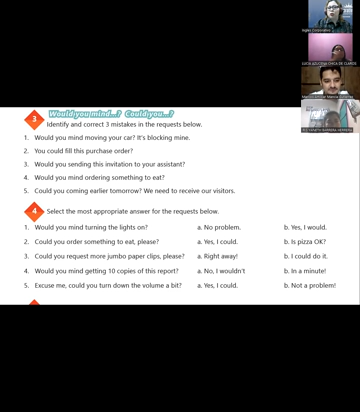 Ingles Corporativo
3
Would you mind...? Could you...?
Identify and correct 3 mistakes in the requests below.
1. Would you mind moving your car? It's blocking mine.
2. You could fill this purchase order?
3. Would you sending this invitation to your assistant?
4. Would you mind ordering something to eat?
5. Could you coming earlier tomorrow? We need to receive our visitors.
4
Select the most appropriate answer for the requests below.
1. Would you mind turning the lights on? a. No problem. b. Yes, I would.
2. Could you order something to eat, please? a. Yes, I could. b. Is pizza OK?
3. Could you request more jumbo paper clips, please? a. Right away! b. I could do it.
4. Would you mind getting 10 copies of this report? a. No, I wouldn't b. In a minute!
5. Excuse me, could you turn down the volume a bit? a. Yes, I could. b. Not a problem!